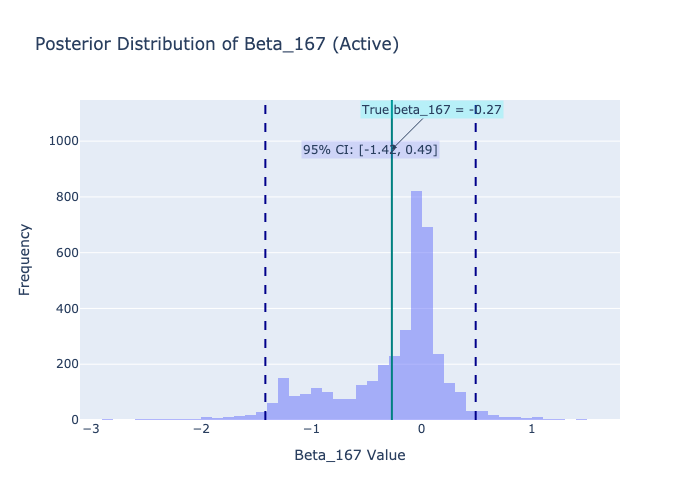 Posterior Distribution of Beta_167 (Active)
True beta_167 = -0.27
95% CI: [-1.42, 0.49]
Frequency
1000
800
600
400
200
0
−3 −2 −1 0 1
Beta_167 Value